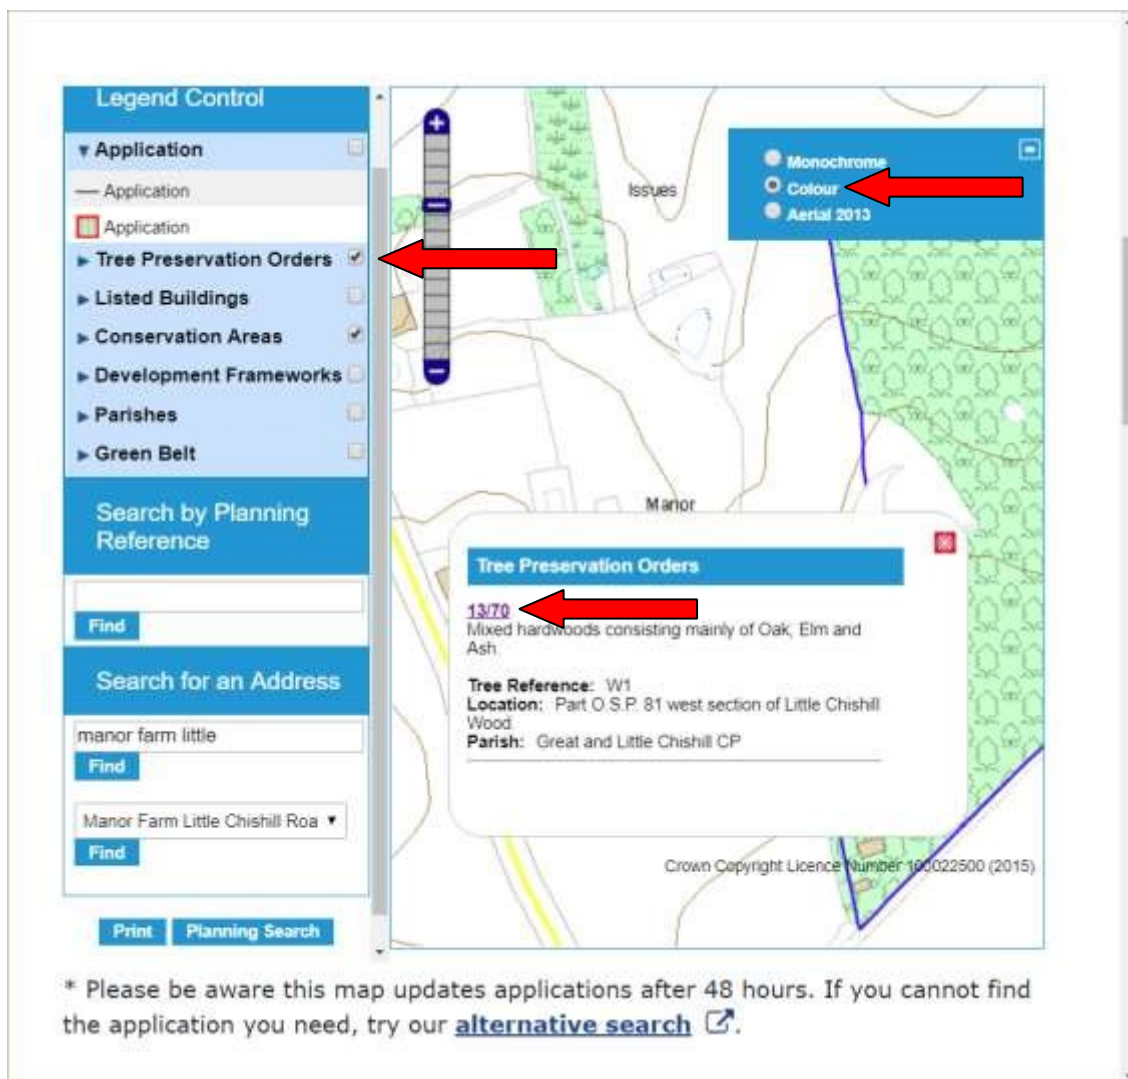 Legend Control
Application
Application
Application
Tree Preservation Orders
Listed Buildings
Conservation Areas
Development Frameworks
Parishes
Green Belt
Search by Planning
Reference
Find
Search for an Address
manor farm little
Find
Manor Farm Little Chishill Roa
Find
Print Planning Search
Issues
Monochrome
Colour
Aerial 2013
Manor
Tree Preservation Orders
13/70
Mixed hardwoods consisting mainly of Oak, Elm and
Ash
Tree Reference: W1
Location: Part O.S.P. 81 west section of Little Chishill
Wood.
Parish: Great and Little Chishill CP
Crown Copyright Licence Number 100022500 (2015)
* Please be aware this map updates applications after 48 hours. If you cannot find
the application you need, try our alternative search.